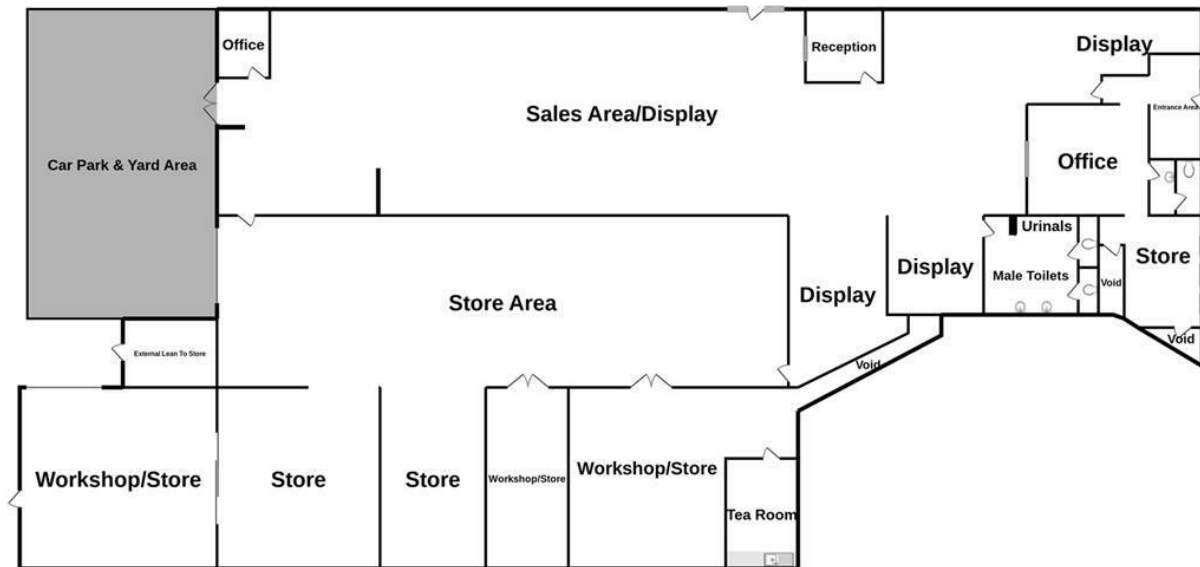 Office
Reception
Display
Sales Area/Display
Entrance Area
Car Park & Yard Area
Office
Urinals
Store
Display
Male Toilets
Void
Store Area
Display
Void
External Lean To Store
Void
Workshop/Store
Store
Store
Workshop/Store
Workshop/Store
Tea Room